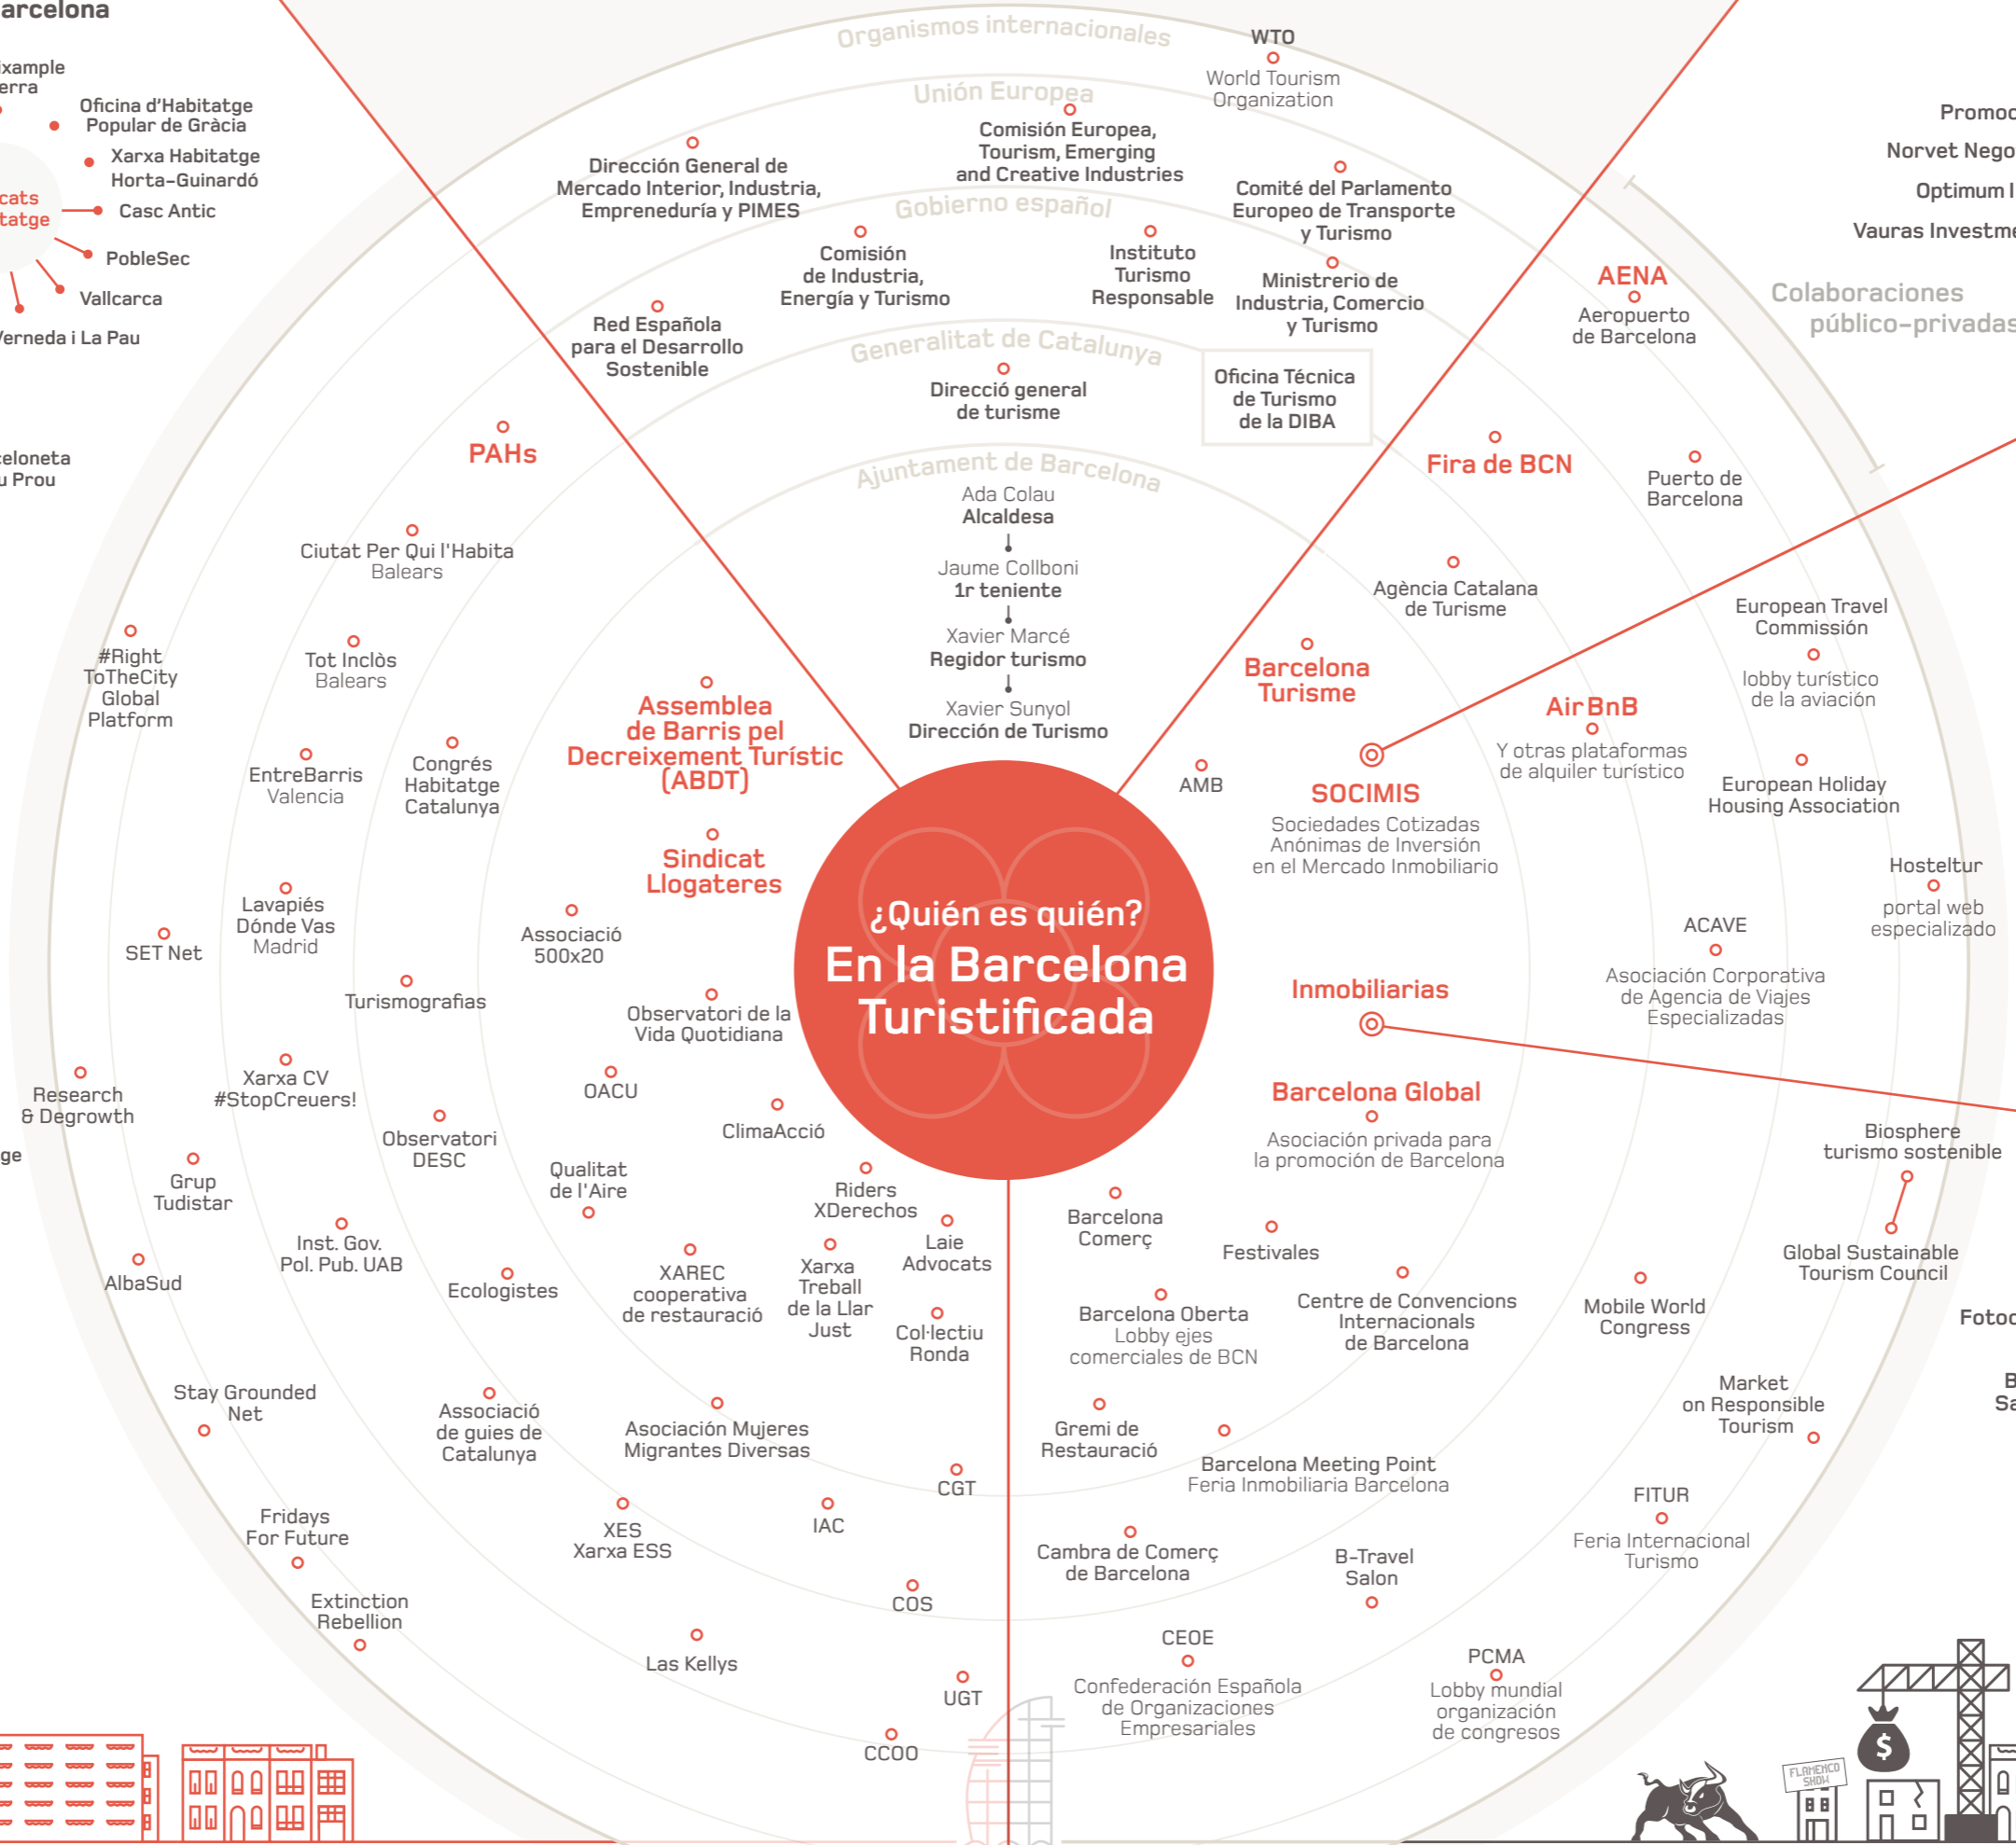 arcelona
ixample
erra
Oficina d'Habitatge
Popular de Gràcia
Xarxa Habitatge
Horta-Guinardó
cats
tatge
Casc Antic
PobleSec
Vallcarca
Verneda i La Pau
celoneta
u Prou
ge
Organismos internacionales
WTO
World Tourism
Organization
Unión Europea
Dirección General de
Mercado Interior, Industria,
Empreneduría y PIMES
Comisión Europea,
Tourism, Emerging
and Creative Industries
Comité del Parlamento
Europeo de Transporte
y Turismo
Gobierno español
Red Española
para el Desarrollo
Sostenible
Comisión
de Industria,
Energía y Turismo
Instituto
Turismo
Responsable
Ministrerio de
Industria, Comercio
y Turismo
Generalitat de Catalunya
Direcció general
de turisme
Oficina Técnica
de Turismo
de la DIBA
Ajuntament de Barcelona
Ada Colau
Alcaldesa
Jaume Collboni
1r teniente
Xavier Marcé
Regidor turismo
Xavier Sunyol
Dirección de Turismo
¿Quién es quién?
En la Barcelona
Turistificada
Promoc
Norvet Nego
Optimum I
Vauras Investme
Colaboraciones
público-privadas
AENA
Aeropuerto
de Barcelona
Fira de BCN
Puerto de
Barcelona
Agència Catalana
de Turisme
Barcelona
Turisme
AMB
European Travel
Commissión
lobby turístico
de la aviación
AirBnB
Y otras plataformas
de alquiler turístico
European Holiday
Housing Association
SOCIMIS
Sociedades Cotizadas
Anónimas de Inversión
en el Mercado Inmobiliario
Hosteltur
portal web
especializado
ACAVE
Asociación Corporativa
de Agencia de Viajes
Especializadas
Inmobiliarias
Barcelona Global
Asociación privada para
la promoción de Barcelona
Biosphere
turismo sostenible
Global Sustainable
Tourism Council
Barcelona
Comerç
Festivales
Barcelona Oberta
Lobby ejes
comerciales de BCN
Centre de Convencions
Internacionals
de Barcelona
Mobile World
Congress
Fotoc
B
Sa
Market
on Responsible
Tourism
Gremi de
Restauració
Barcelona Meeting Point
Feria Inmobiliaria Barcelona
FITUR
Feria Internacional
Turismo
Cambra de Comerç
de Barcelona
B-Travel
Salon
CEOE
Confederación Española
de Organizaciones
Empresariales
PCMA
Lobby mundial
organización
de congresos
FLAMENCO
SHOW
$
PAHs
Ciutat Per Qui l'Habita
Balears
#Right
ToTheCity
Global
Platform
Tot Inclòs
Balears
Assemblea
de Barris pel
Decreixement Turístic
(ABDT)
EntreBarris
Valencia
Congrés
Habitatge
Catalunya
Sindicat
Llogateres
SET Net
Lavapiés
Dónde Vas
Madrid
Associació
500x20
Turismografias
Observatori de la
Vida Quotidiana
Research
& Degrowth
Xarxa CV
#StopCreuers!
OACU
ClimaAcció
Observatori
DESC
Grup
Tudistar
Qualitat
de l'Aire
Riders
XDerechos
Laie
Advocats
Inst. Gov.
Pol. Pub. UAB
AlbaSud
Ecologistes
XAREC
cooperativa
de restauració
Xarxa
Treball
de la Llar
Just
Col·lectiu
Ronda
Stay Grounded
Net
Associació
de guies de
Catalunya
Asociación Mujeres
Migrantes Diversas
CGT
Fridays
For Future
XES
Xarxa ESS
IAC
Extinction
Rebellion
COS
Las Kellys
UGT
CCOO